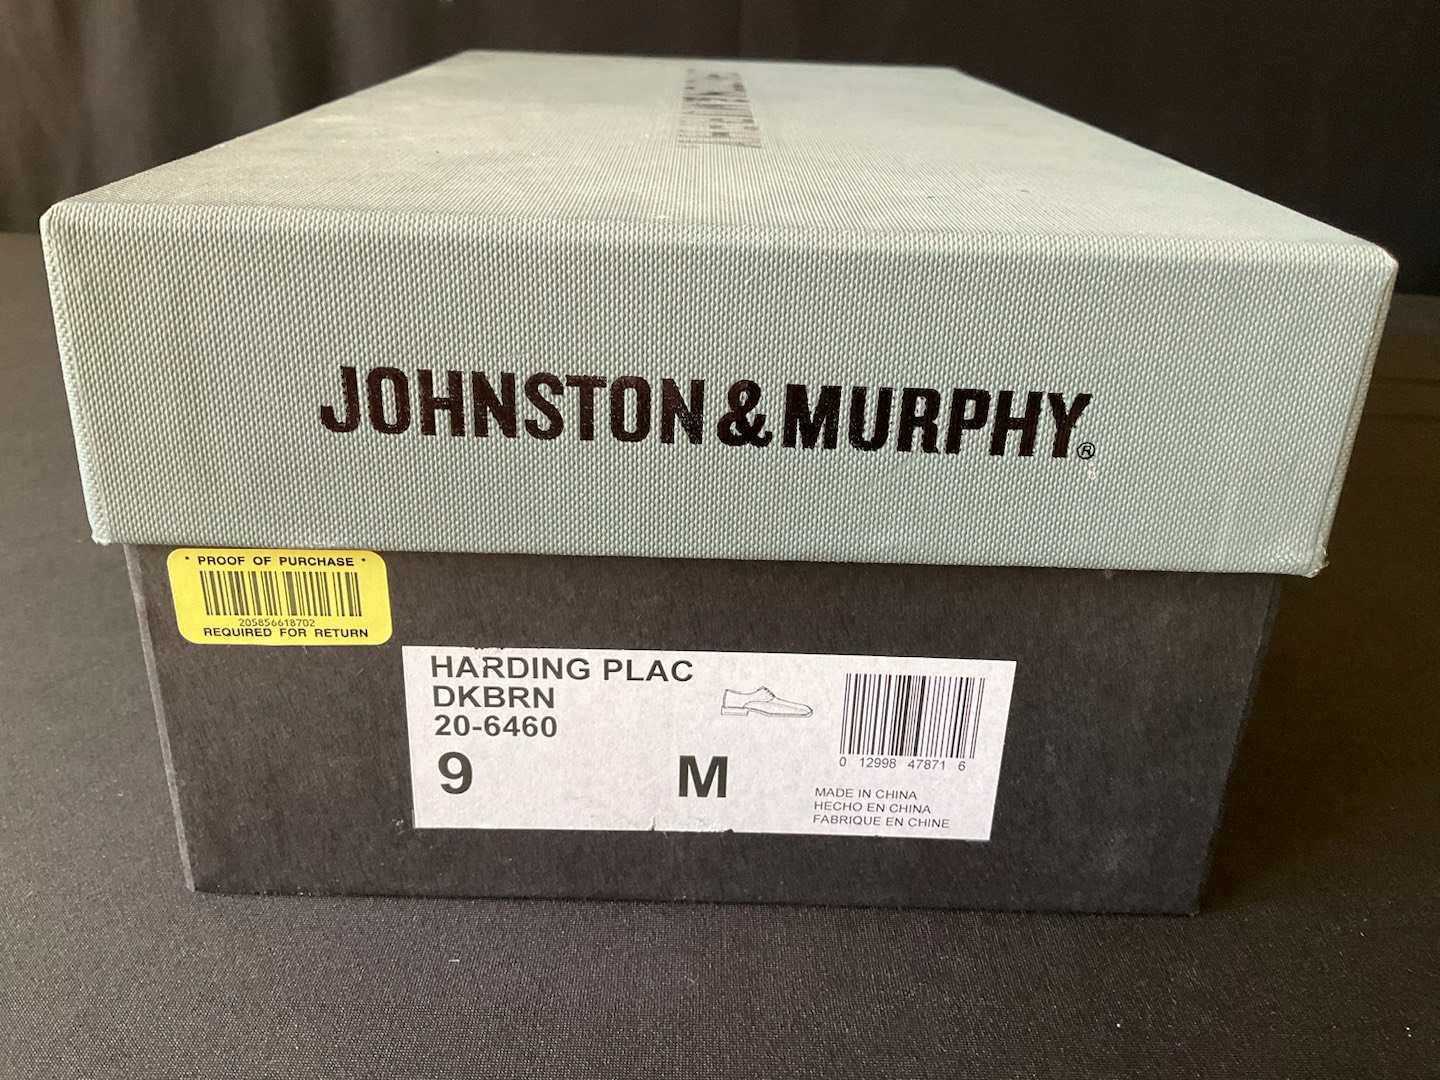 JOHNSTON & MURPHY®
* PROOF OF PURCHASE *
205856618702
REQUIRED FOR RETURN
HARDING PLAC
DKBRN
20-6460
9 M
0 12998 47871 6
MADE IN CHINA
HECHO EN CHINA
FABRIQUE EN CHINE